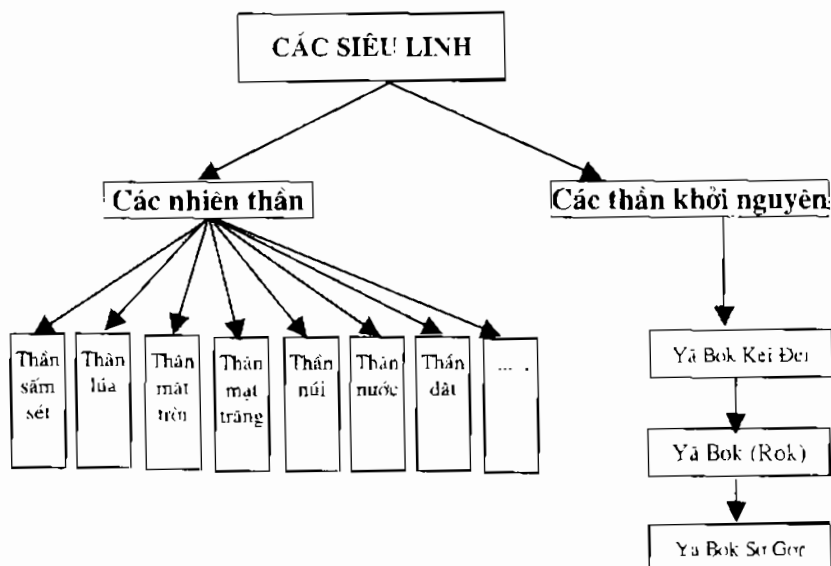 CÁC SIÊU LINH
Các nhiên thần
Các thần khởi nguyên
Thần
sấm
sét
Thần
lúa
Thần
mặt
trời
Thần
mặt
trăng
Thần
núi
Thần
nước
Thần
đất
... .
Yă Bok Kei Đei
Yă Bok (Rok)
Yă Bok Sơ